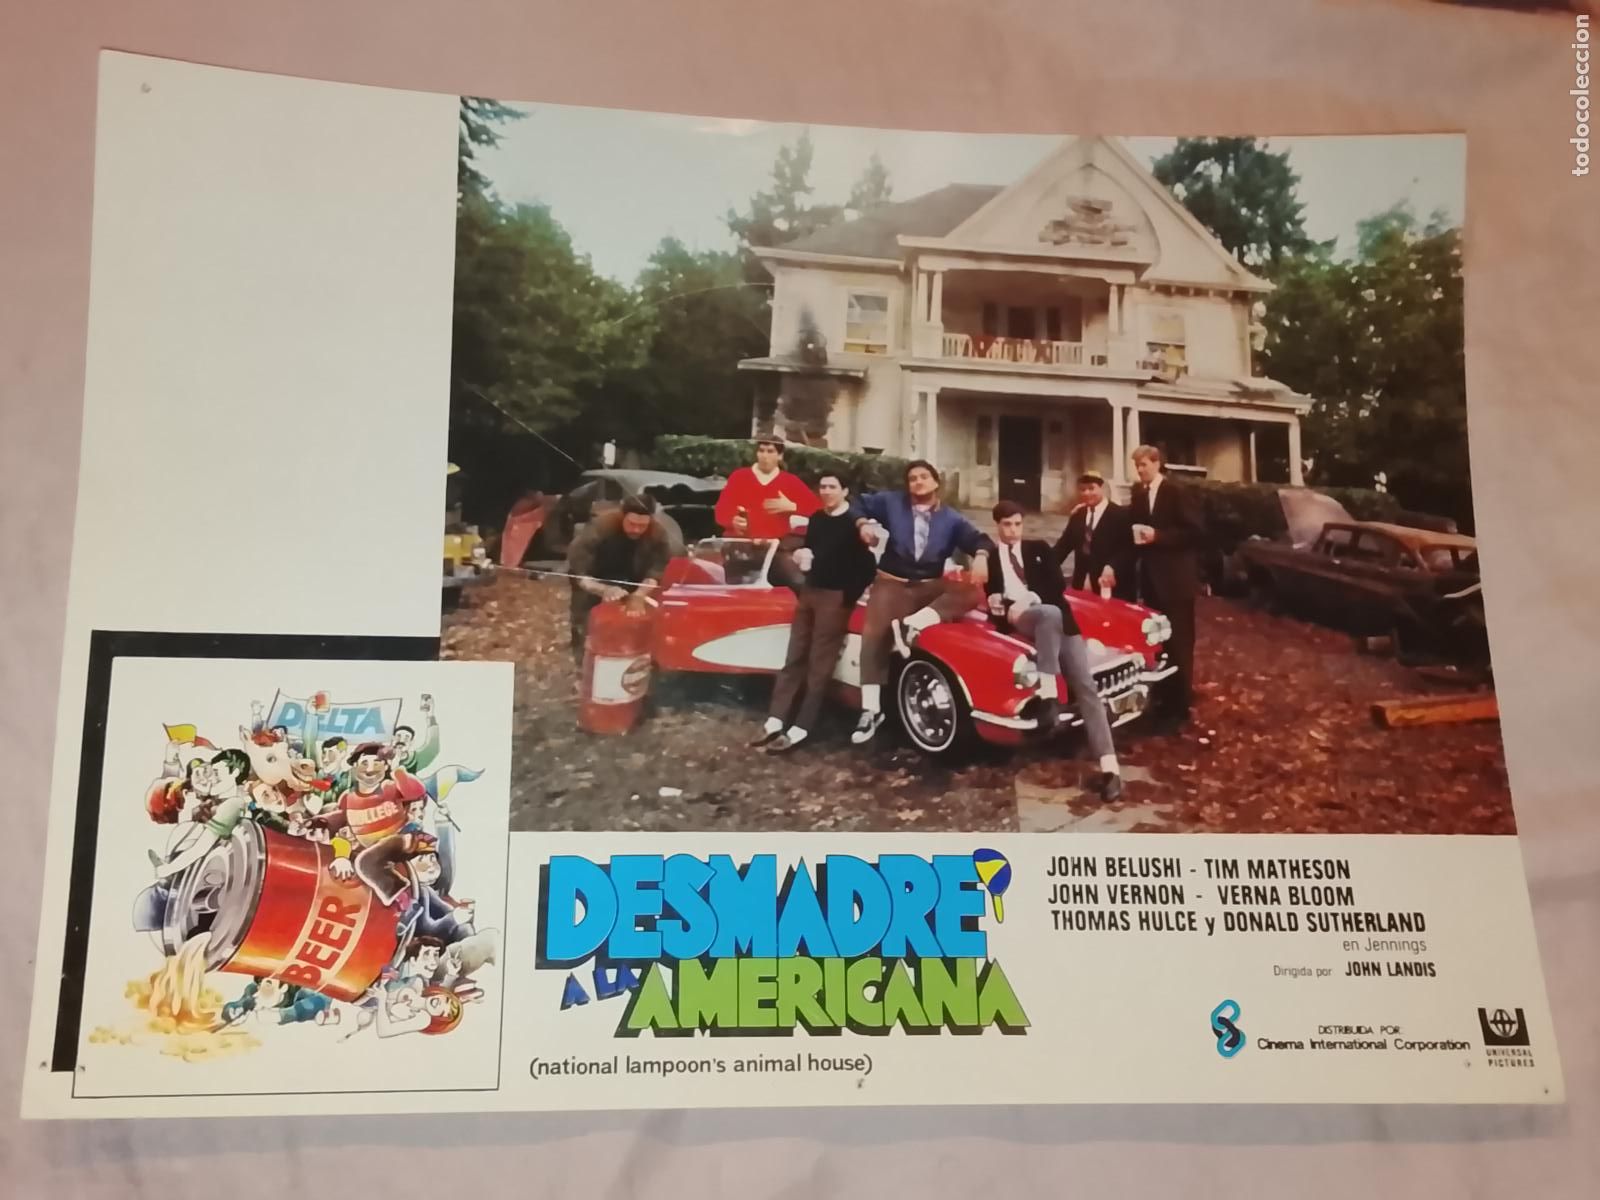 todocoleccion
DELTA
COLLEGE
BEER
DESMADRE
A LA AMERICANA
(national lampoon's animal house)
JOHN BELUSHI - TIM MATHESON
JOHN VERNON - VERNA BLOOM
THOMAS HULCE y DONALD SUTHERLAND
en Jennings
Dirigida por JOHN LANDIS
DISTRIBUIDA POR:
Cinema International Corporation
UNIVERSAL
PICTURES